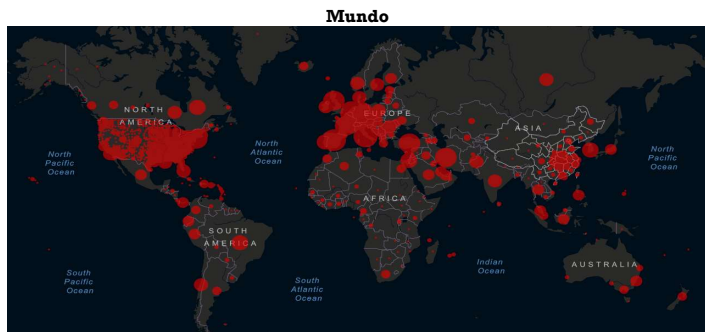 Mundo
NORTH
AMERICA
EUROPE
ASIA
North
Pacific
Ocean
North
Atlantic
Ocean
North
Pacific
Ocean
AFRICA
SOUTH
AMERICA
Indian
Ocean
AUSTRALIA
South
Pacific
Ocean
South
Atlantic
Ocean